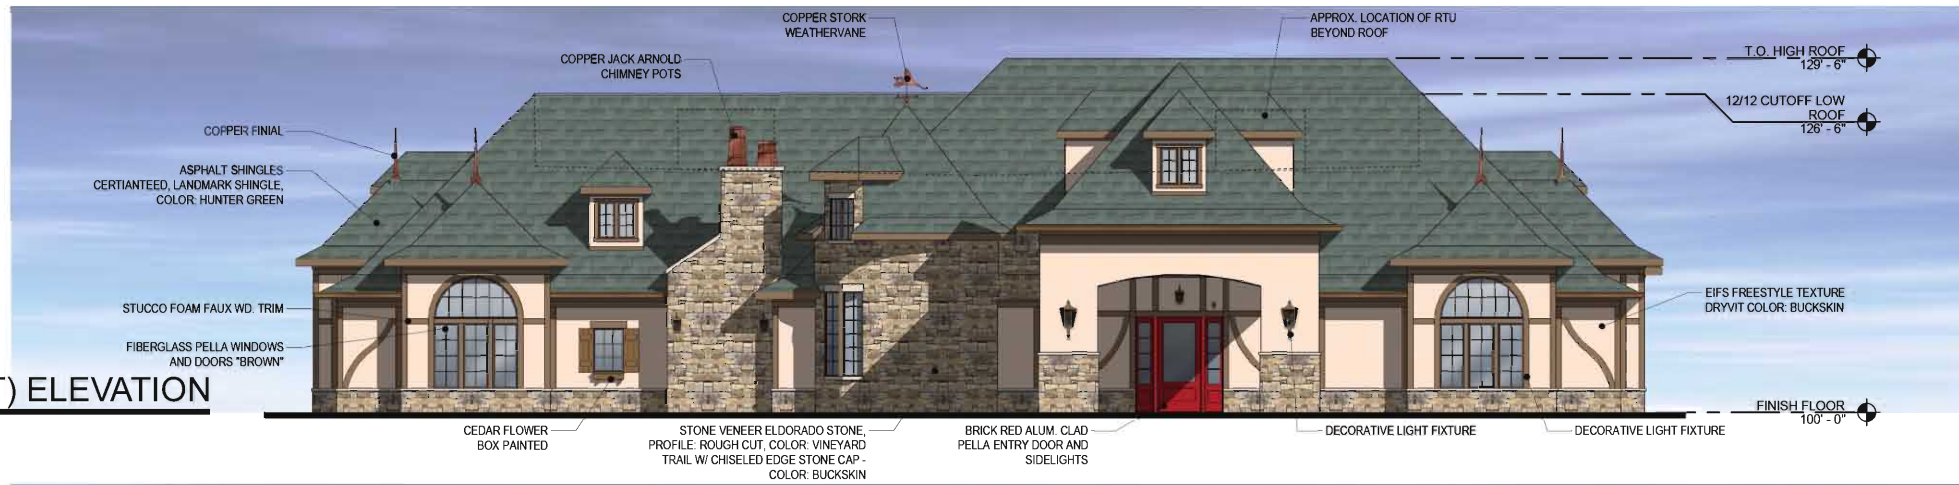 COPPER STORK
WEATHERVANE
APPROX. LOCATION OF RTU
BEYOND ROOF
COPPER JACK ARNOLD
CHIMNEY POTS
T.O. HIGH ROOF
129' - 6"
12/12 CUTOFF LOW
ROOF
126' - 6"
COPPER FINIAL
ASPHALT SHINGLES
CERTIANTEED, LANDMARK SHINGLE,
COLOR: HUNTER GREEN
STUCCO FOAM FAUX WD. TRIM
FIBERGLASS PELLA WINDOWS
AND DOORS "BROWN"
EIFS FREESTYLE TEXTURE
DRYVIT COLOR: BUCKSKIN
) ELEVATION
FINISH FLOOR
100' - 0"
CEDAR FLOWER
BOX PAINTED
STONE VENEER ELDORADO STONE,
PROFILE: ROUGH CUT, COLOR: VINEYARD
TRAIL W/ CHISELED EDGE STONE CAP -
COLOR: BUCKSKIN
BRICK RED ALUM. CLAD
PELLA ENTRY DOOR AND
SIDELIGHTS
DECORATIVE LIGHT FIXTURE
DECORATIVE LIGHT FIXTURE